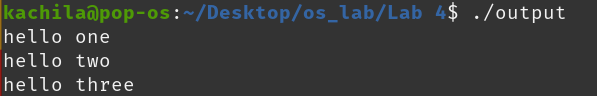 kachila@pop-os:~/Desktop/os_lab/Lab 4$ ./output
hello one
hello two
hello three